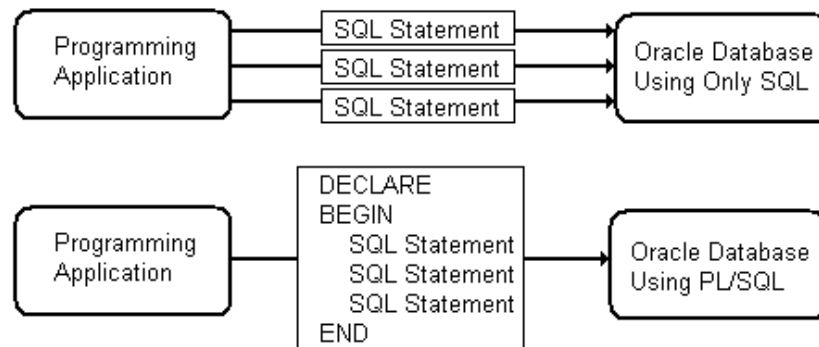 Programming
Application
SQL Statement
SQL Statement
SQL Statement
Oracle Database
Using Only SQL
Programming
Application
DECLARE
BEGIN
SQL Statement
SQL Statement
SQL Statement
END
Oracle Database
Using PL/SQL